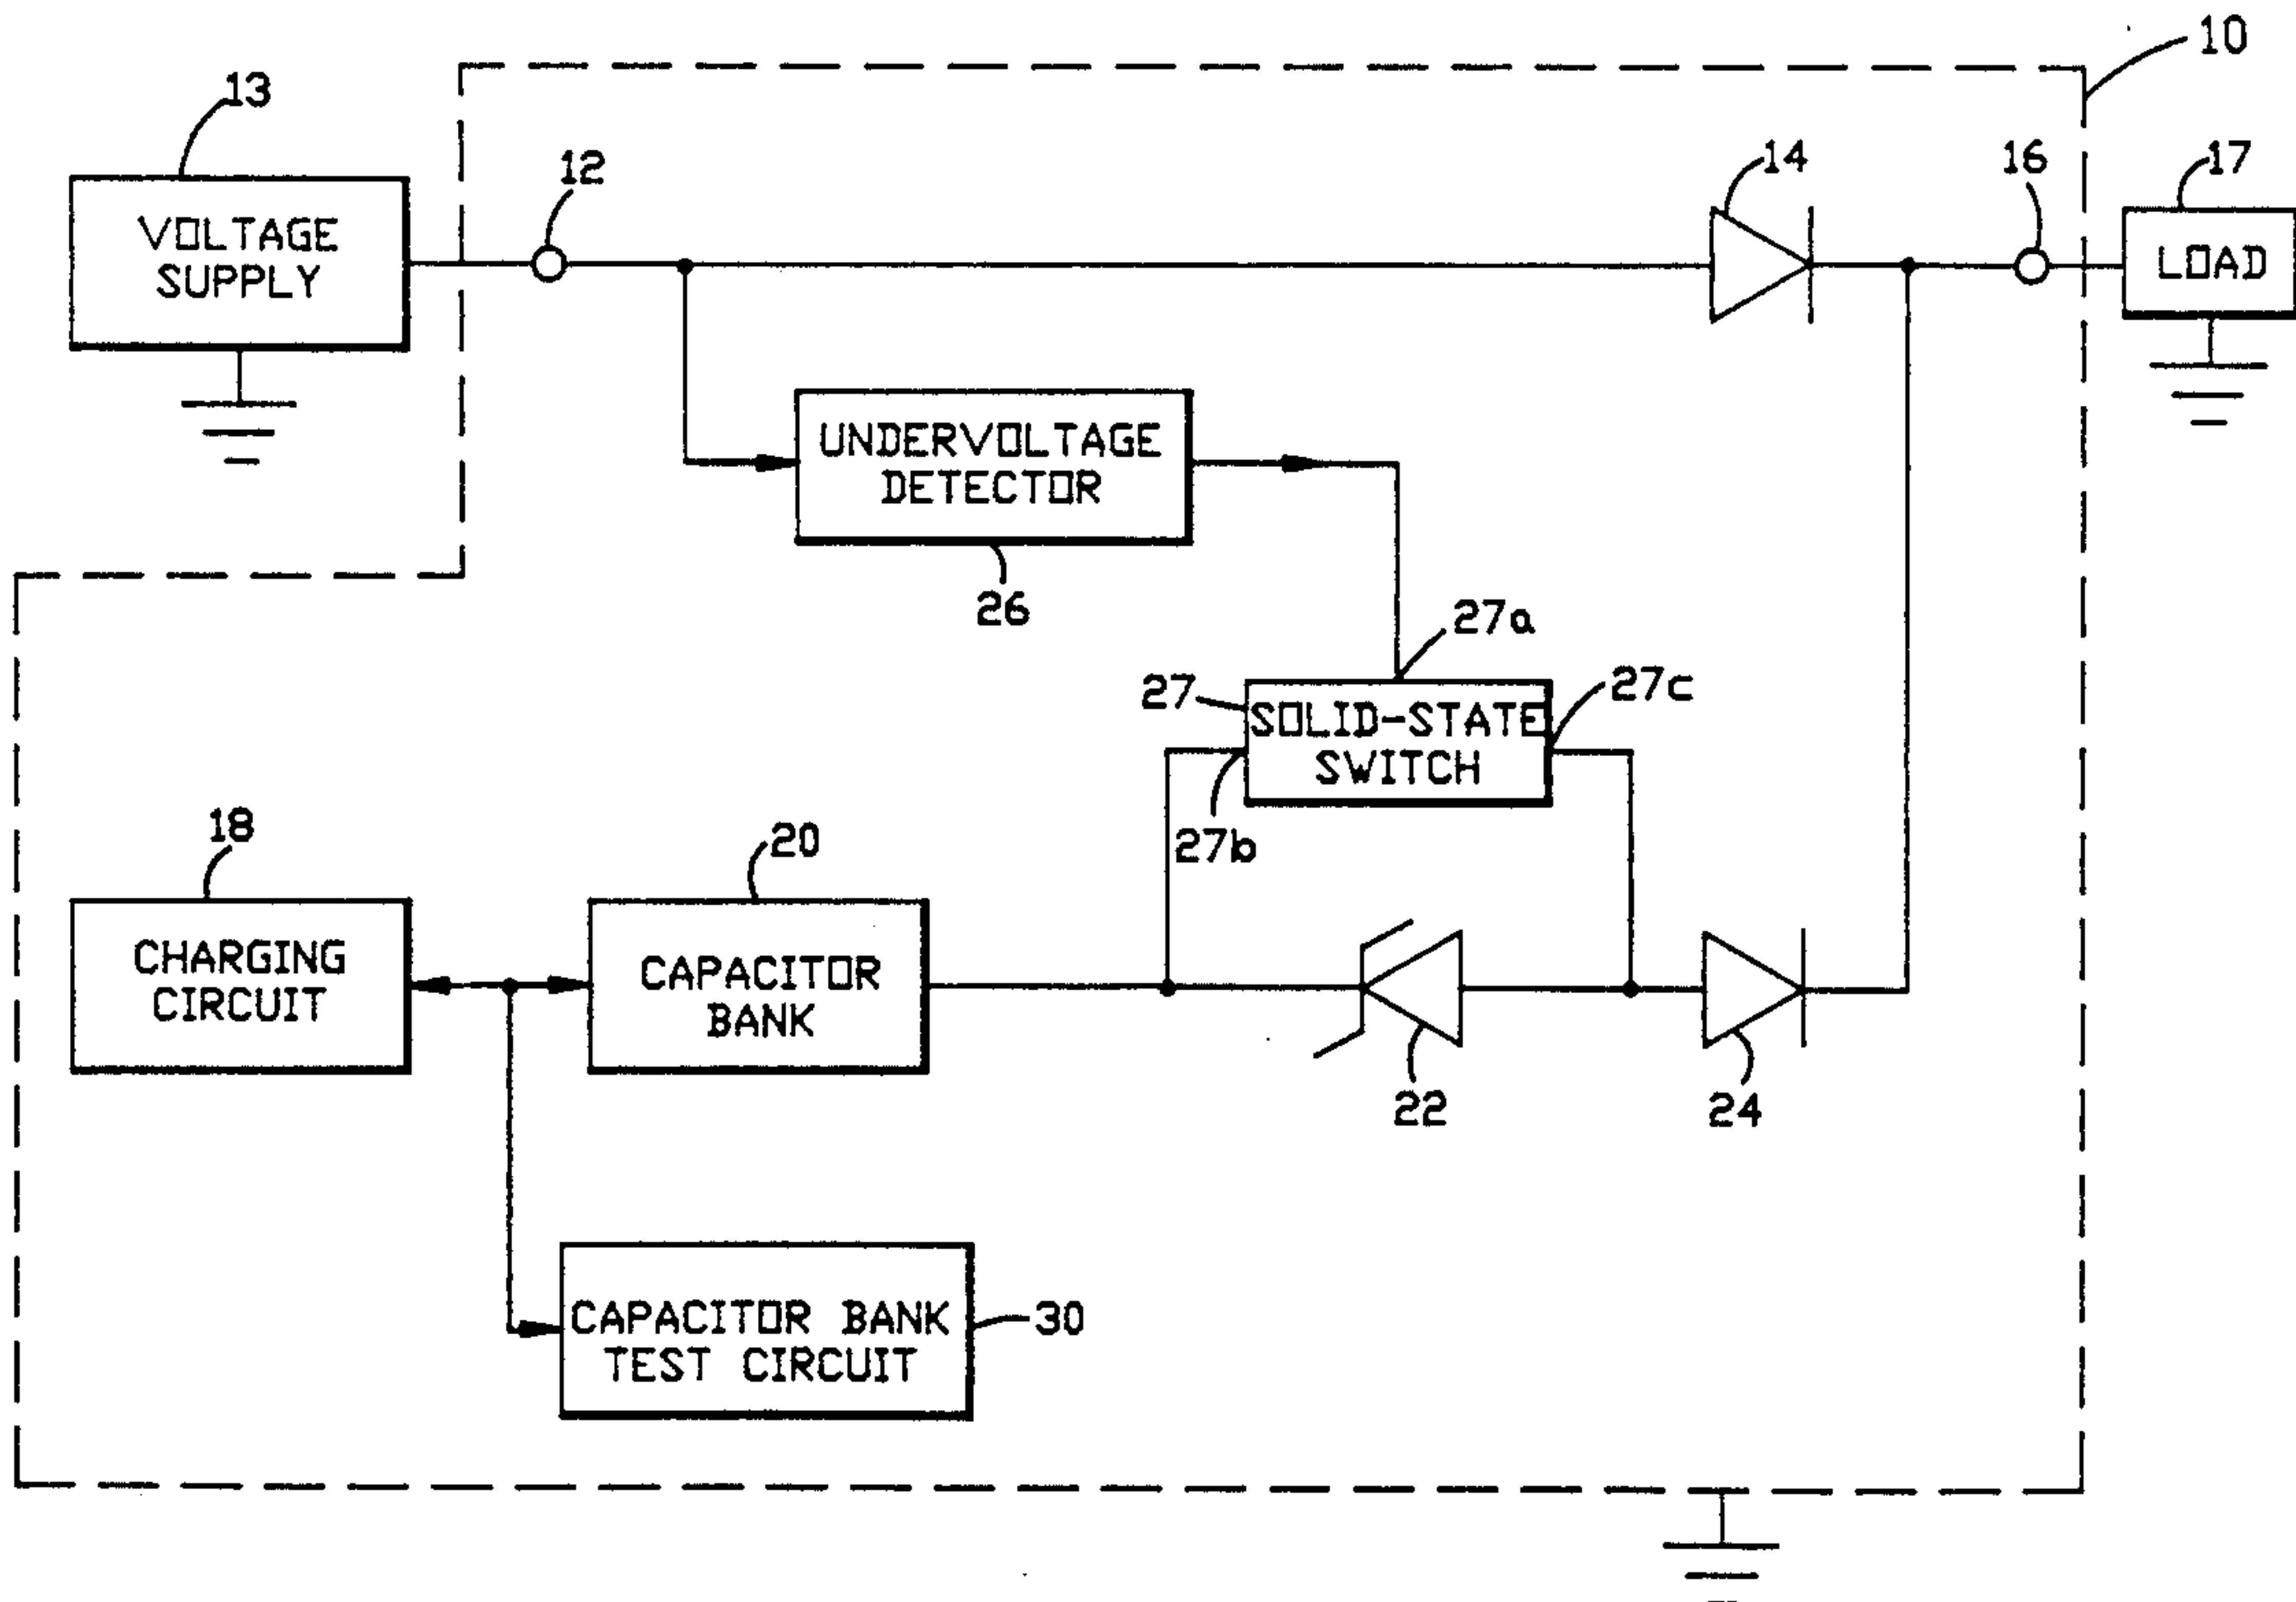 10
13
12
14
16
17
VOLTAGE
SUPPLY
LOAD
UNDERVOLTAGE
DETECTOR
26
27a
27
27c
SOLID-STATE
SWITCH
27b
18
20
CHARGING
CIRCUIT
CAPACITOR
BANK
22
24
CAPACITOR BANK
TEST CIRCUIT
30